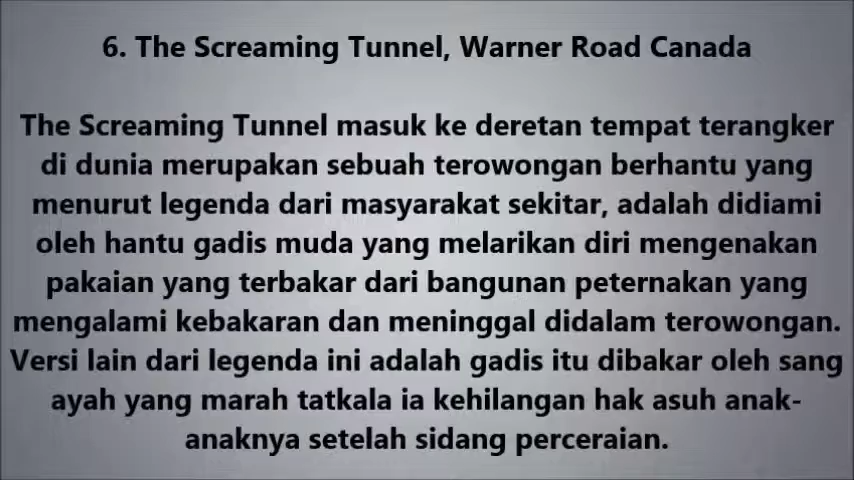 6. The Screaming Tunnel, Warner Road Canada
The Screaming Tunnel masuk ke deretan tempat terangker
di dunia merupakan sebuah terowongan berhantu yang
menurut legenda dari masyarakat sekitar, adalah didiami
oleh hantu gadis muda yang melarikan diri mengenakan
pakaian yang terbakar dari bangunan peternakan yang
mengalami kebakaran dan meninggal didalam terowongan.
Versi lain dari legenda ini adalah gadis itu dibakar oleh sang
ayah yang marah tatkala ia kehilangan hak asuh anak-
anaknya setelah sidang perceraian.